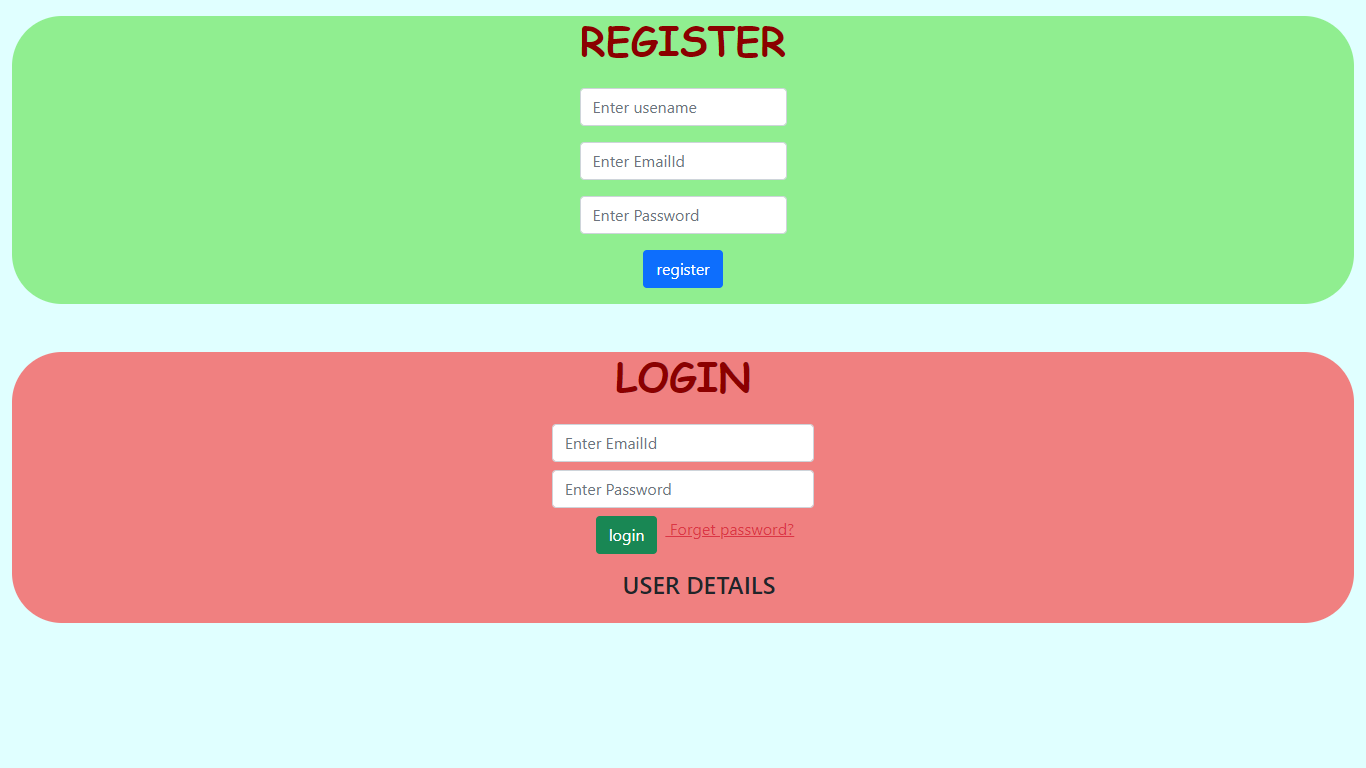 REGISTER
Enter usename
Enter EmailId
Enter Password
register
LOGIN
Enter EmailId
Enter Password
login Forget password?
USER DETAILS